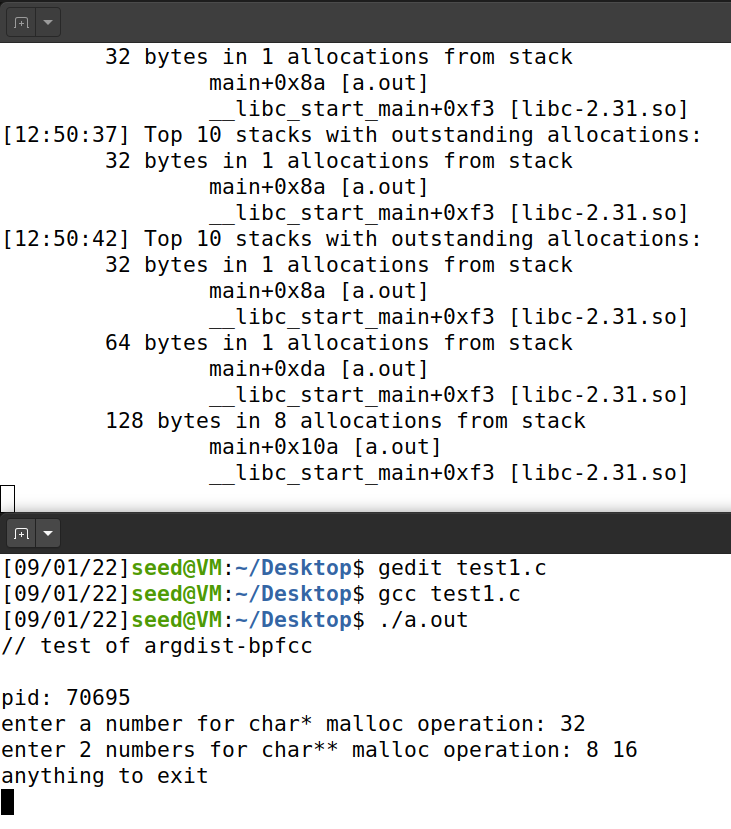 32 bytes in 1 allocations from stack
main+0x8a [a.out]
__libc_start_main+0xf3 [libc-2.31.so]
[12:50:37] Top 10 stacks with outstanding allocations:
32 bytes in 1 allocations from stack
main+0x8a [a.out]
__libc_start_main+0xf3 [libc-2.31.so]
[12:50:42] Top 10 stacks with outstanding allocations:
32 bytes in 1 allocations from stack
main+0x8a [a.out]
__libc_start_main+0xf3 [libc-2.31.so]
64 bytes in 1 allocations from stack
main+0xda [a.out]
__libc_start_main+0xf3 [libc-2.31.so]
128 bytes in 8 allocations from stack
main+0x10a [a.out]
__libc_start_main+0xf3 [libc-2.31.so]
[09/01/22]seed@VM:~/Desktop$ gedit test1.c
[09/01/22]seed@VM:~/Desktop$ gcc test1.c
[09/01/22]seed@VM:~/Desktop$ ./a.out
// test of argdist-bpfcc
pid: 70695
enter a number for char* malloc operation: 32
enter 2 numbers for char** malloc operation: 8 16
anything to exit